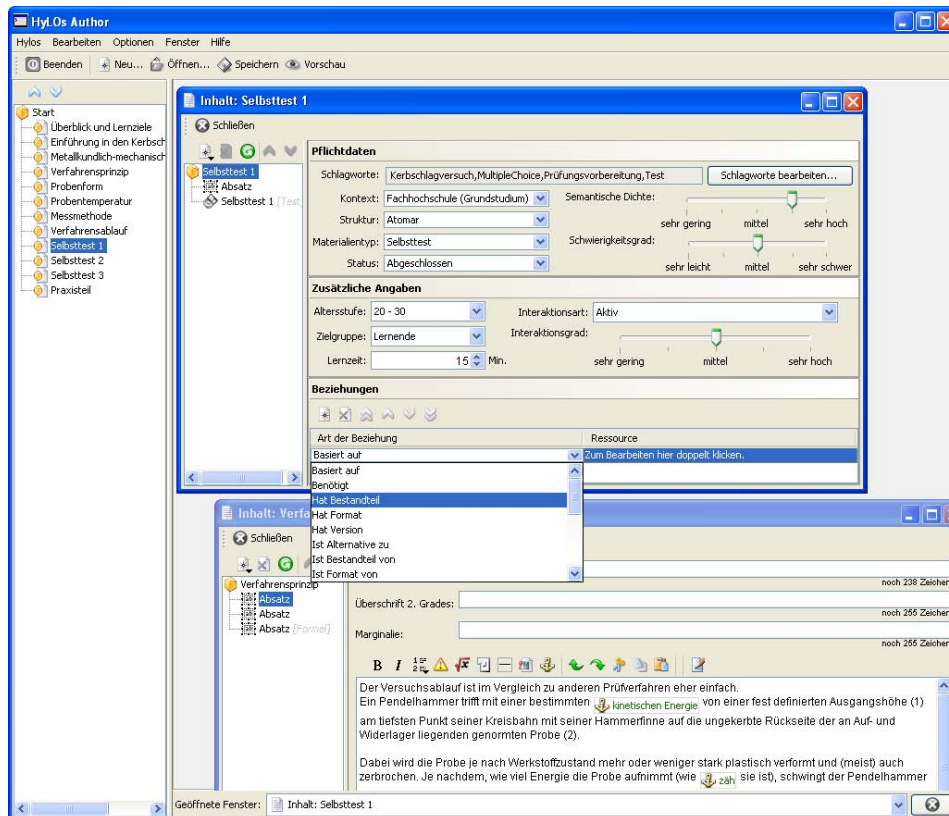 HyLOs Author
Hylos Bearbeiten Optionen Fenster Hilfe
Beenden Neu... Öffnen... Speichern Vorschau
Start
Überblick und Lernziele
Einführung in den Kerbsch
Metallkundlich-mechanisch
Verfahrensprinzip
Probenform
Probentemperatur
Messmethode
Verfahrensablauf
Selbsttest 1
Selbsttest 2
Selbsttest 3
Praxisteil
Inhalt: Selbsttest 1
Schließen
Selbsttest 1
Absatz
Selbsttest 1 [Test
Pflichtdaten
Schlagworte: Kerbschlagversuch,MultipleChoice,Prüfungsvorbereitung,Test Schlagworte bearbeiten...
Kontext: Fachhochschule (Grundstudium) Semantische Dichte:
sehr gering mittel sehr hoch
Struktur: Atomar
Materialientyp: Selbsttest Schwierigkeitsgrad:
sehr leicht mittel sehr schwer
Status: Abgeschlossen
Zusätzliche Angaben
Altersstufe: 20 - 30 Interaktionsart: Aktiv
Zielgruppe: Lernende Interaktionsgrad:
Lernzeit: 15 Min. sehr gering mittel sehr hoch
Beziehungen
Art der Beziehung Ressource
Basiert auf Zum Bearbeiten hier doppelt klicken.
Basiert auf
Benötigt
Hat Bestandteil
Hat Format
Hat Version
Ist Alternative zu
Ist Bestandteil von
Ist Format von
Inhalt: Verfa
Schließen
Verfahrensprinzip
Absatz
Absatz
Absatz [Formel]
noch 238 Zeichen
Überschrift 2. Grades:
noch 255 Zeichen
Marginalie:
noch 255 Zeichen
Der Versuchsablauf ist im Vergleich zu anderen Prüfverfahren eher einfach.
Ein Pendelhammer trifft mit einer bestimmten kinetischen Energie von einer fest definierten Ausgangshöhe (1)
am tiefsten Punkt seiner Kreisbahn mit seiner Hammerfinne auf die ungekerbte Rückseite der an Auf- und
Widerlager liegenden genormten Probe (2).
Dabei wird die Probe je nach Werkstoffzustand mehr oder weniger stark plastisch verformt und (meist) auch
zerbrochen. Je nachdem, wie viel Energie die Probe aufnimmt (wie zäh sie ist), schwingt der Pendelhammer
Geöffnete Fenster: Inhalt: Selbsttest 1